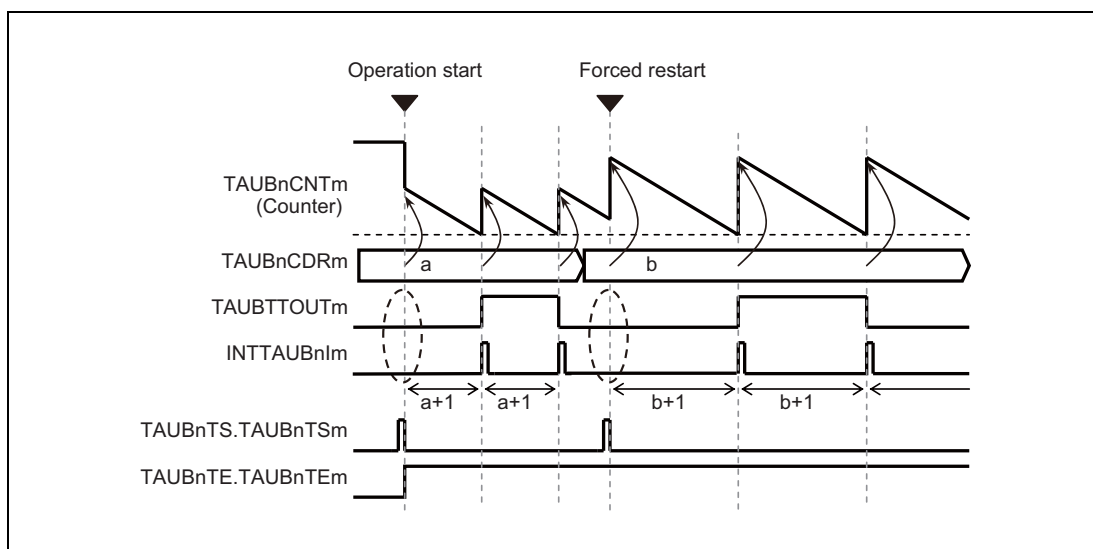 Operation start
Forced restart
TAUBnCNTm
(Counter)
TAUBnCDRm
a
b
TAUBTTOUTm
INTTAUBnIm
a+1
a+1
b+1
b+1
TAUBnTS.TAUBnTSm
TAUBnTE.TAUBnTEm